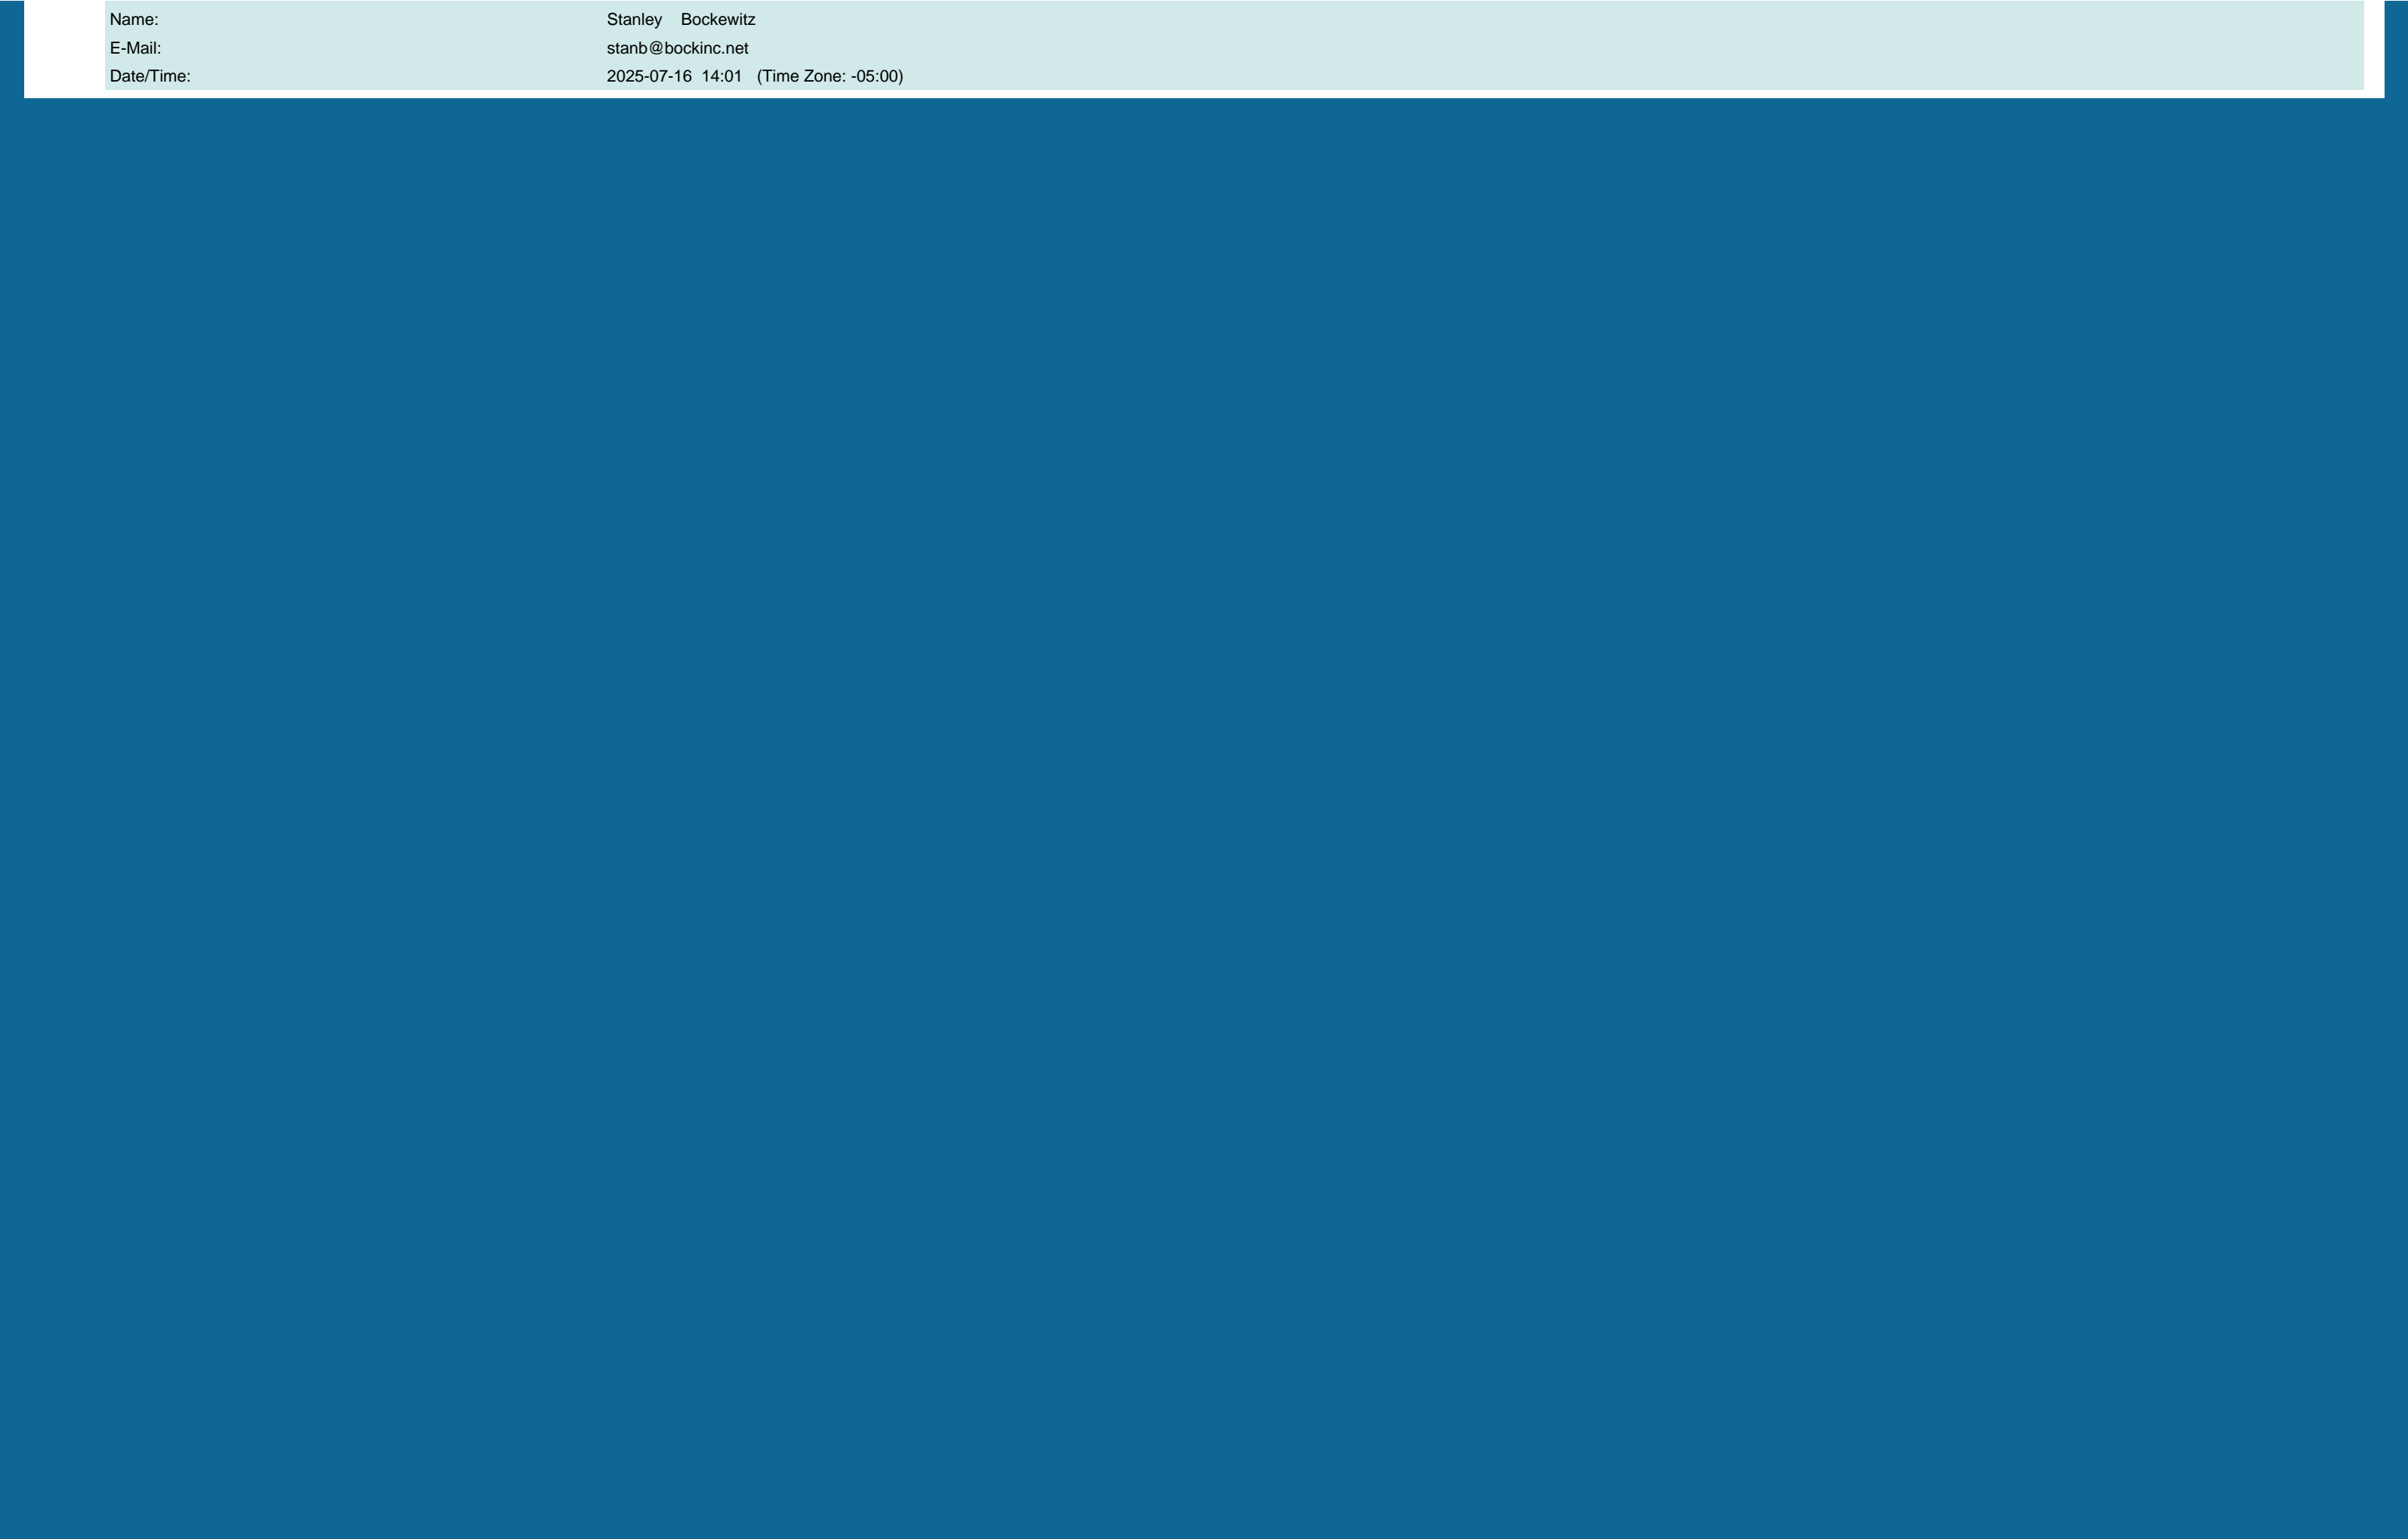 Name: Stanley Bockewitz
E-Mail: stanb@bockinc.net
Date/Time: 2025-07-16 14:01 (Time Zone: -05:00)